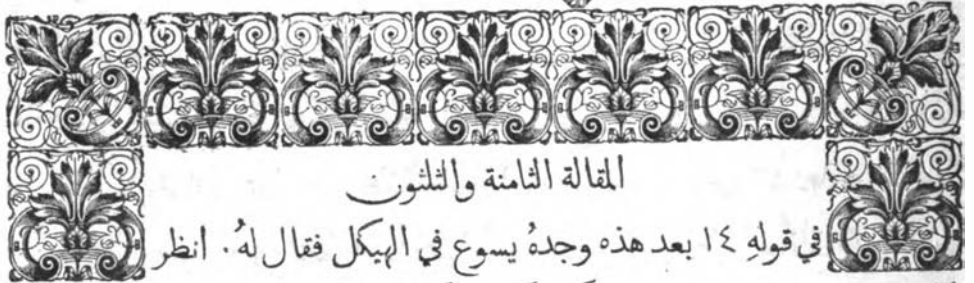 المقالة الثامنة والثلثون
في قولهِ ١٤ بعد هذه وجدهُ يسوع في الهيكل فقال لهُ. انظر